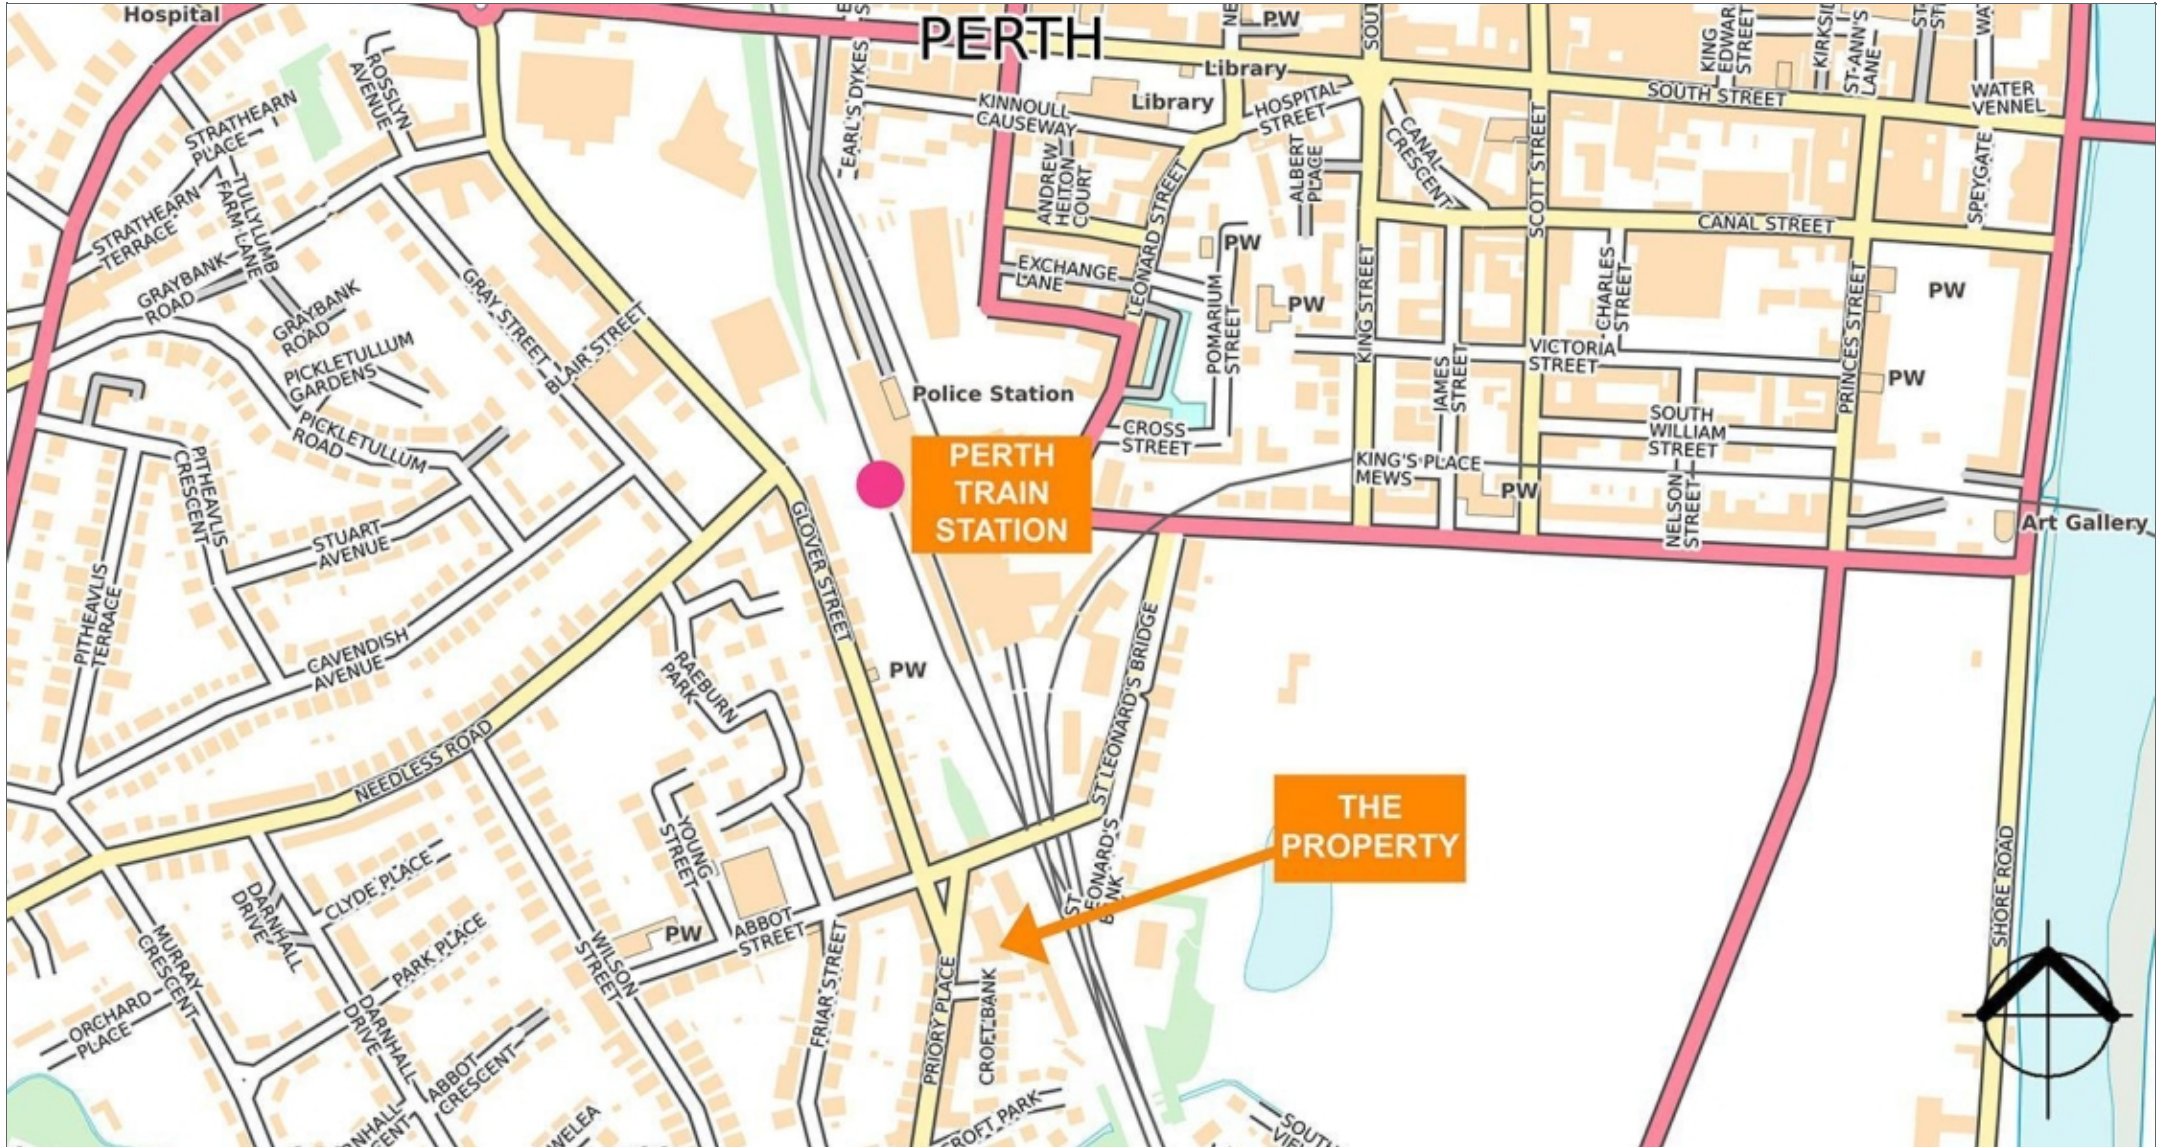 Hospital
PERTH
PW
Library
Library
KING
EDWARD
STREET
ST-ANN'S
LANE
WATER
VENNEL
SOUTH STREET
ROSSLYN
AVENUE
STRATHEARN
PLACE
EARL'S DYKES
KINNOULL
CAUSEWAY
HOSPITAL
STREET
ALBERT
PLACE
CANAL
CRESCENT
SCOTT STREET
SPEYGATE
ANDREW
HEITON
COURT
LEONARD STREET
CANAL STREET
STRATHEARN
TERRACE
TULLYLUMB
FARM-LANE
GRAYBANK
ROAD
GRAYBANK
ROAD
GRAY STREET
BLAIR STREET
EXCHANGE
LANE
PW
PW
PW
POMARIUM
STREET
KING STREET
CHARLES
STREET
PRINCES STREET
PICKLETULLUM
GARDENS
PICKLETULLUM
ROAD
VICTORIA
STREET
JAMES
STREET
PW
Police Station
CROSS
STREET
SOUTH
WILLIAM
STREET
KING'S PLACE
MEWS
PW
NELSON
STREET
Art Gallery
PERTH
TRAIN
STATION
PITHEAVLIS
CRESCENT
STUART
AVENUE
GLOVER STREET
PITHEAVLIS
TERRACE
CAVENDISH
AVENUE
RAEBURN
PARK
PW
ST LEONARD'S BRIDGE
NEEDLESS ROAD
THE
PROPERTY
YOUNG
STREET
ST
LEONARD'S
BANK
SHORE ROAD
CLYDE PLACE
DARNHALL
DRIVE
PARK PLACE
MURRAY
CRESCENT
WILSON
STREET
PW
ABBOT
STREET
FRIAR STREET
PRIORY PLACE
CROFT BANK
ORCHARD
PLACE
DARNHALL
DRIVE
ABBOT
CRESCENT
CROFT PARK